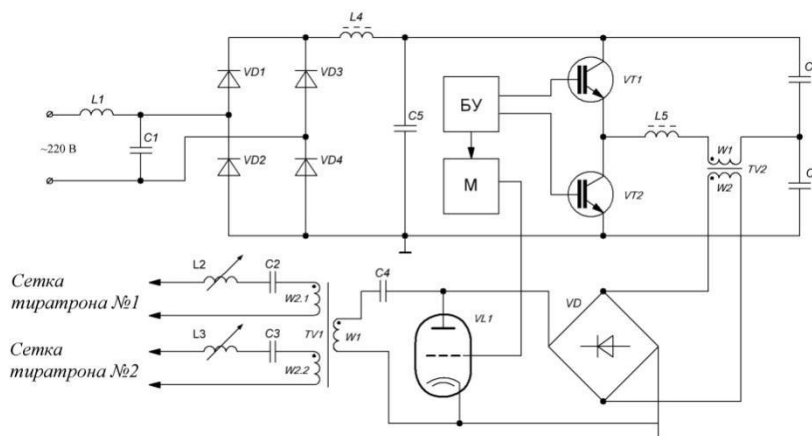 L4
VD1
VD3
VT1
L1
БУ
C5
L5
C1
~220 В
W1
TV2
W2
VD2
VD4
М
VT2
L2
C2
C4
Сетка
тиратрона №1
W2.1
VD
TV1
W1
VL1
L3
C3
Сетка
тиратрона №2
W2.2